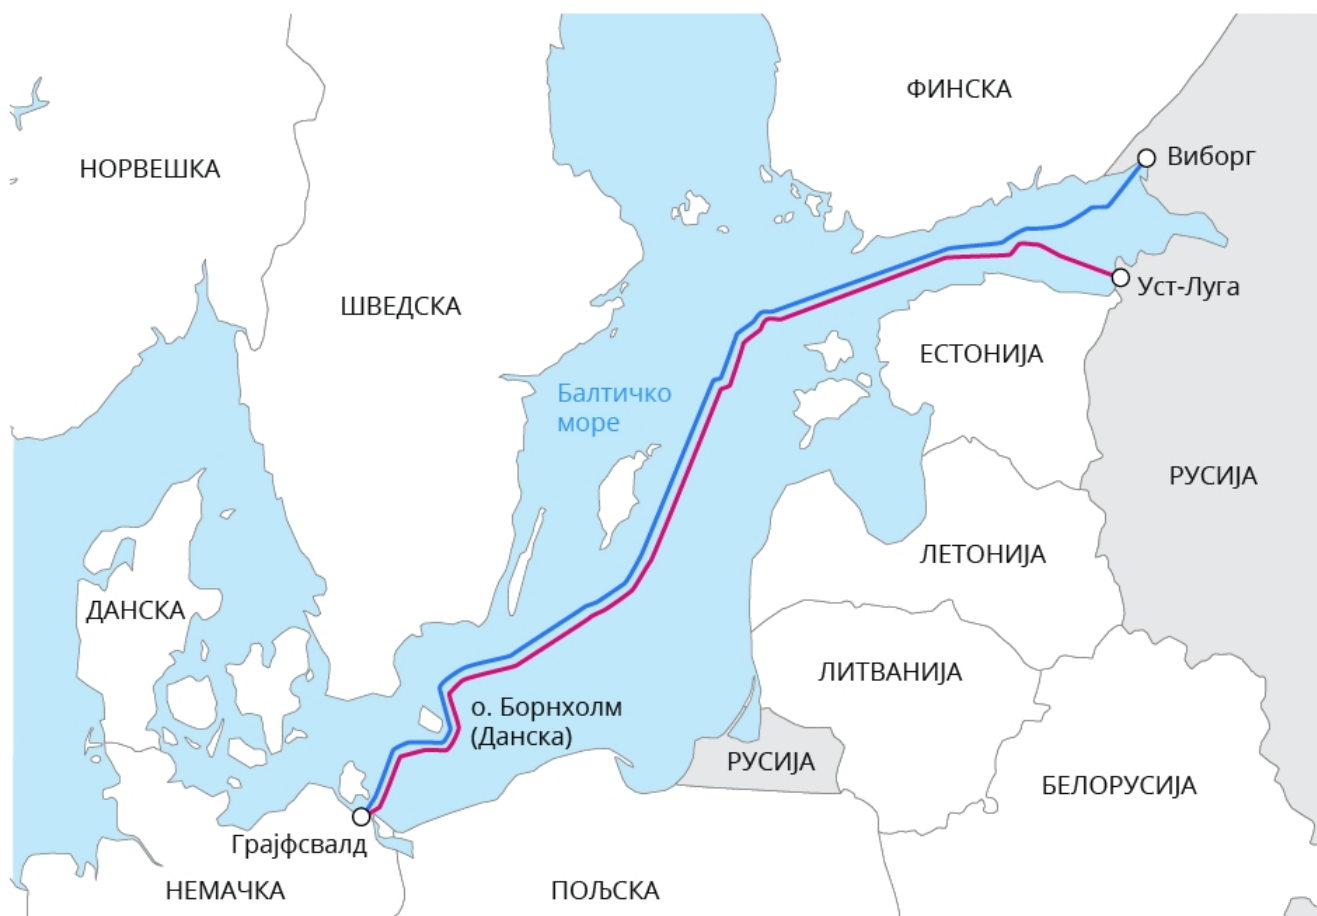 ФИНСКА
Виборг
НОРВЕШКА
Уст-Луга
ШВЕДСКА
ЕСТОНИЈА
Балтичко
море
РУСИЈА
ЛЕТОНИЈА
ДАНСКА
ЛИТВАНИЈА
о. Борнхолм
(Данска)
РУСИЈА
БЕЛОРУСИЈА
Грајфсвалд
НЕМАЧКА
ПОЉСКА